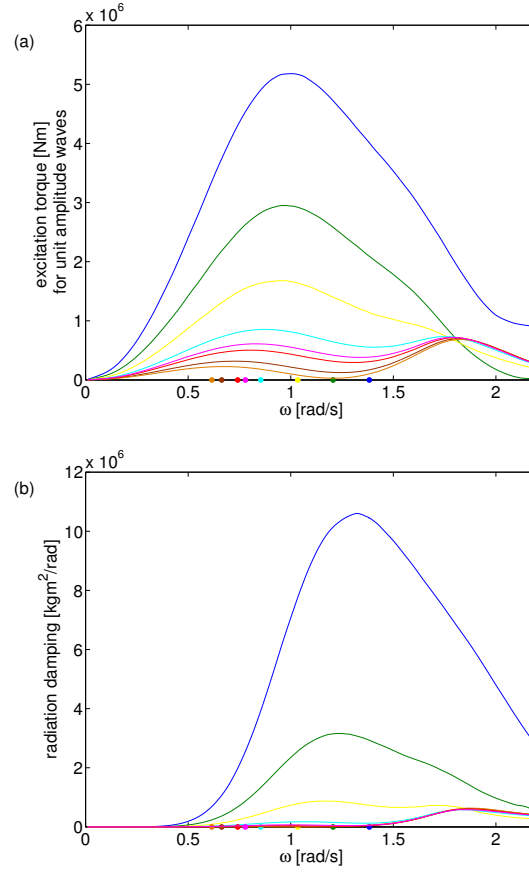 x 10^6
(a)
6
5
4
3
2
1
0
excitation torque [Nm]
for unit amplitude waves
0
0.5
1
1.5
2
ω [rad/s]
x 10^6
(b)
12
10
8
6
4
2
0
radiation damping [kgm²/rad]
0
0.5
1
1.5
2
ω [rad/s]